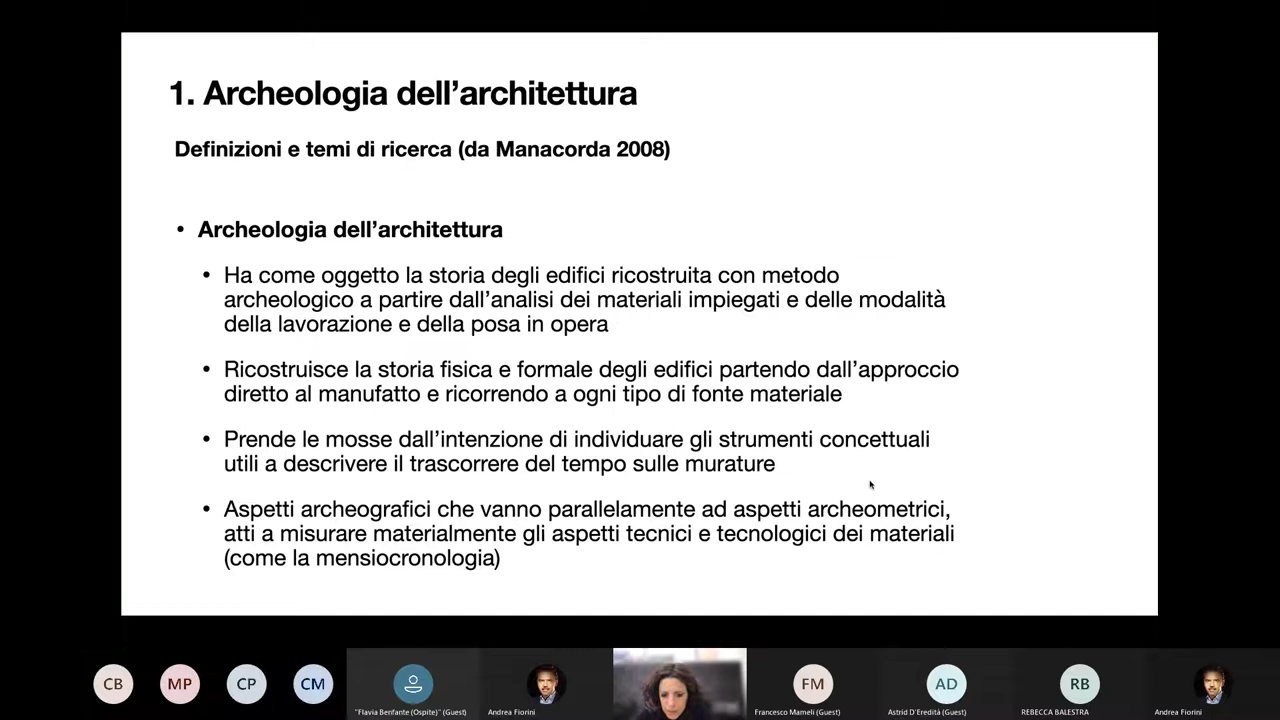 1. Archeologia dell’architettura
Definizioni e temi di ricerca (da Manacorda 2008)
• Archeologia dell’architettura
• Ha come oggetto la storia degli edifici ricostruita con metodo
archeologico a partire dall’analisi dei materiali impiegati e delle modalità
della lavorazione e della posa in opera
• Ricostruisce la storia fisica e formale degli edifici partendo dall’approccio
diretto al manufatto e ricorrendo a ogni tipo di fonte materiale
• Prende le mosse dall’intenzione di individuare gli strumenti concettuali
utili a descrivere il trascorrere del tempo sulle murature
• Aspetti archeografici che vanno parallelamente ad aspetti archeometrici,
atti a misurare materialmente gli aspetti tecnici e tecnologici dei materiali
(come la mensiocronologia)
CB MP CP CM FM AD RB
"Flavia Benfante (Ospite)" (Guest) Andrea Fiorini Francesco Mameli (Guest) Astrid D'Eredità (Guest) REBECCA BALESTRA Andrea Fiorini